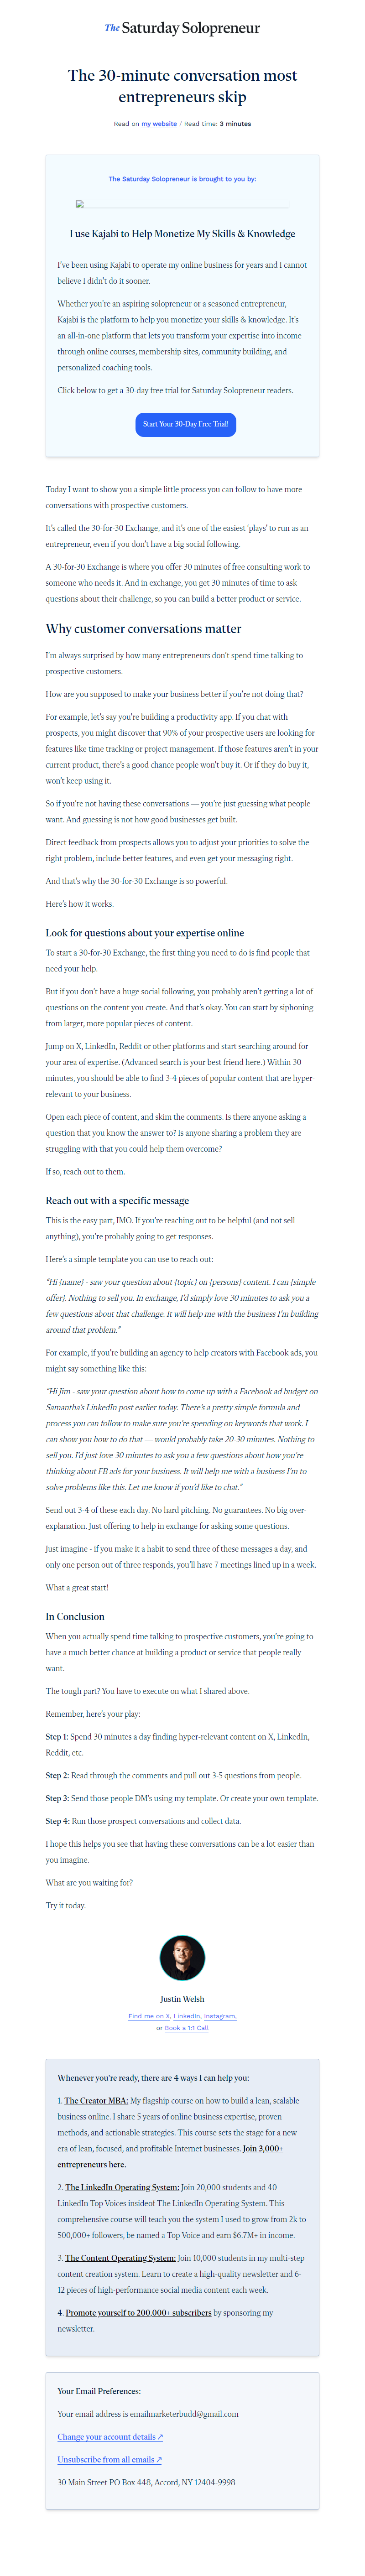 The Saturday Solopreneur
The 30-minute conversation most
entrepreneurs skip
Read on my website / Read time: 3 minutes
The Saturday Solopreneur is brought to you by:
I use Kajabi to Help Monetize My Skills & Knowledge
I've been using Kajabi to operate my online business for years and I cannot
believe I didn't do it sooner.
Whether you're an aspiring solopreneur or a seasoned entrepreneur,
Kajabi is the platform to help you monetize your skills & knowledge. It's
an all-in-one platform that lets you transform your expertise into income
through online courses, membership sites, community building, and
personalized coaching tools.
Click below to get a 30-day free trial for Saturday Solopreneur readers.
Start Your 30-Day Free Trial!
Today I want to show you a simple little process you can follow to have more
conversations with prospective customers.
It's called the 30-for-30 Exchange, and it's one of the easiest 'plays' to run as an
entrepreneur, even if you don't have a big social following.
A 30-for-30 Exchange is where you offer 30 minutes of free consulting work to
someone who needs it. And in exchange, you get 30 minutes of time to ask
questions about their challenge, so you can build a better product or service.
Why customer conversations matter
I'm always surprised by how many entrepreneurs don't spend time talking to
prospective customers.
How are you supposed to make your business better if you're not doing that?
For example, let's say you're building a productivity app. If you chat with
prospects, you might discover that 90% of your prospective users are looking for
features like time tracking or project management. If those features aren't in your
current product, there's a good chance people won't buy it. Or if they do buy it,
won't keep using it.
So if you're not having these conversations — you're just guessing what people
want. And guessing is not how good businesses get built.
Direct feedback from prospects allows you to adjust your priorities to solve the
right problem, include better features, and even get your messaging right.
And that's why the 30-for-30 Exchange is so powerful.
Here's how it works.
Look for questions about your expertise online
To start a 30-for-30 Exchange, the first thing you need to do is find people that
need your help.
But if you don't have a huge social following, you probably aren't getting a lot of
questions on the content you create. And that's okay. You can start by siphoning
from larger, more popular pieces of content.
Jump on X, LinkedIn, Reddit or other platforms and start searching around for
your area of expertise. (Advanced search is your best friend here.) Within 30
minutes, you should be able to find 3-4 pieces of popular content that are hyper-
relevant to your business.
Open each piece of content, and skim the comments. Is there anyone asking a
question that you know the answer to? Is anyone sharing a problem they are
struggling with that you could help them overcome?
If so, reach out to them.
Reach out with a specific message
This is the easy part, IMO. If you're reaching out to be helpful (and not sell
anything), you're probably going to get responses.
Here's a simple template you can use to reach out:
"Hi {name} - saw your question about {topic} on {persons} content. I can {simple
offer}. Nothing to sell you. In exchange, I'd simply love 30 minutes to ask you a
few questions about that challenge. It will help me with the business I'm building
around that problem."
For example, if you're building an agency to help creators with Facebook ads, you
might say something like this:
"Hi Jim - saw your question about how to come up with a Facebook ad budget on
Samantha's LinkedIn post earlier today. There's a pretty simple formula and
process you can follow to make sure you're spending on keywords that work. I
can show you how to do that — would probably take 20-30 minutes. Nothing to
sell you. I'd just love 30 minutes to ask you a few questions about how you're
thinking about FB ads for your business. It will help me with a business I'm to
solve problems like this. Let me know if you'd like to chat."
Send out 3-4 of these each day. No hard pitching. No guarantees. No big over-
explanation. Just offering to help in exchange for asking some questions.
Just imagine - if you make it a habit to send three of these messages a day, and
only one person out of three responds, you'll have 7 meetings lined up in a week.
What a great start!
In Conclusion
When you actually spend time talking to prospective customers, you're going to
have a much better chance at building a product or service that people really
want.
The tough part? You have to execute on what I shared above.
Remember, here's your play:
Step 1: Spend 30 minutes a day finding hyper-relevant content on X, LinkedIn,
Reddit, etc.
Step 2: Read through the comments and pull out 3-5 questions from people.
Step 3: Send those people DM's using my template. Or create your own template.
Step 4: Run those prospect conversations and collect data.
I hope this helps you see that having these conversations can be a lot easier than
you imagine.
What are you waiting for?
Try it today.
Justin Welsh
Find me on X, LinkedIn, Instagram,
or Book a 1:1 Call
Whenever you're ready, there are 4 ways I can help you:
1. The Creator MBA: My flagship course on how to build a lean, scalable
business online. I share 5 years of online business expertise, proven
methods, and actionable strategies. This course sets the stage for a new
era of lean, focused, and profitable Internet businesses. Join 3,000+
entrepreneurs here.
2. The LinkedIn Operating System: Join 20,000 students and 40
LinkedIn Top Voices insideof The LinkedIn Operating System. This
comprehensive course will teach you the system I used to grow from 2k to
500,000+ followers, be named a Top Voice and earn $6.7M+ in income.
3. The Content Operating System: Join 10,000 students in my multi-step
content creation system. Learn to create a high-quality newsletter and 6-
12 pieces of high-performance social media content each week.
4. Promote yourself to 200,000+ subscribers by sponsoring my
newsletter.
Your Email Preferences:
Your email address is emailmarketerbudd@gmail.com
Change your account details ↗
Unsubscribe from all emails ↗
30 Main Street PO Box 448, Accord, NY 12404-9998